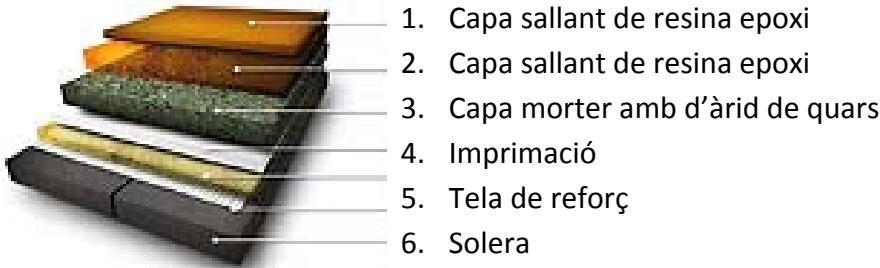 1. Capa sallant de resina epoxi
2. Capa sallant de resina epoxi
3. Capa morter amb d’àrid de quars
4. Imprimació
5. Tela de reforç
6. Solera